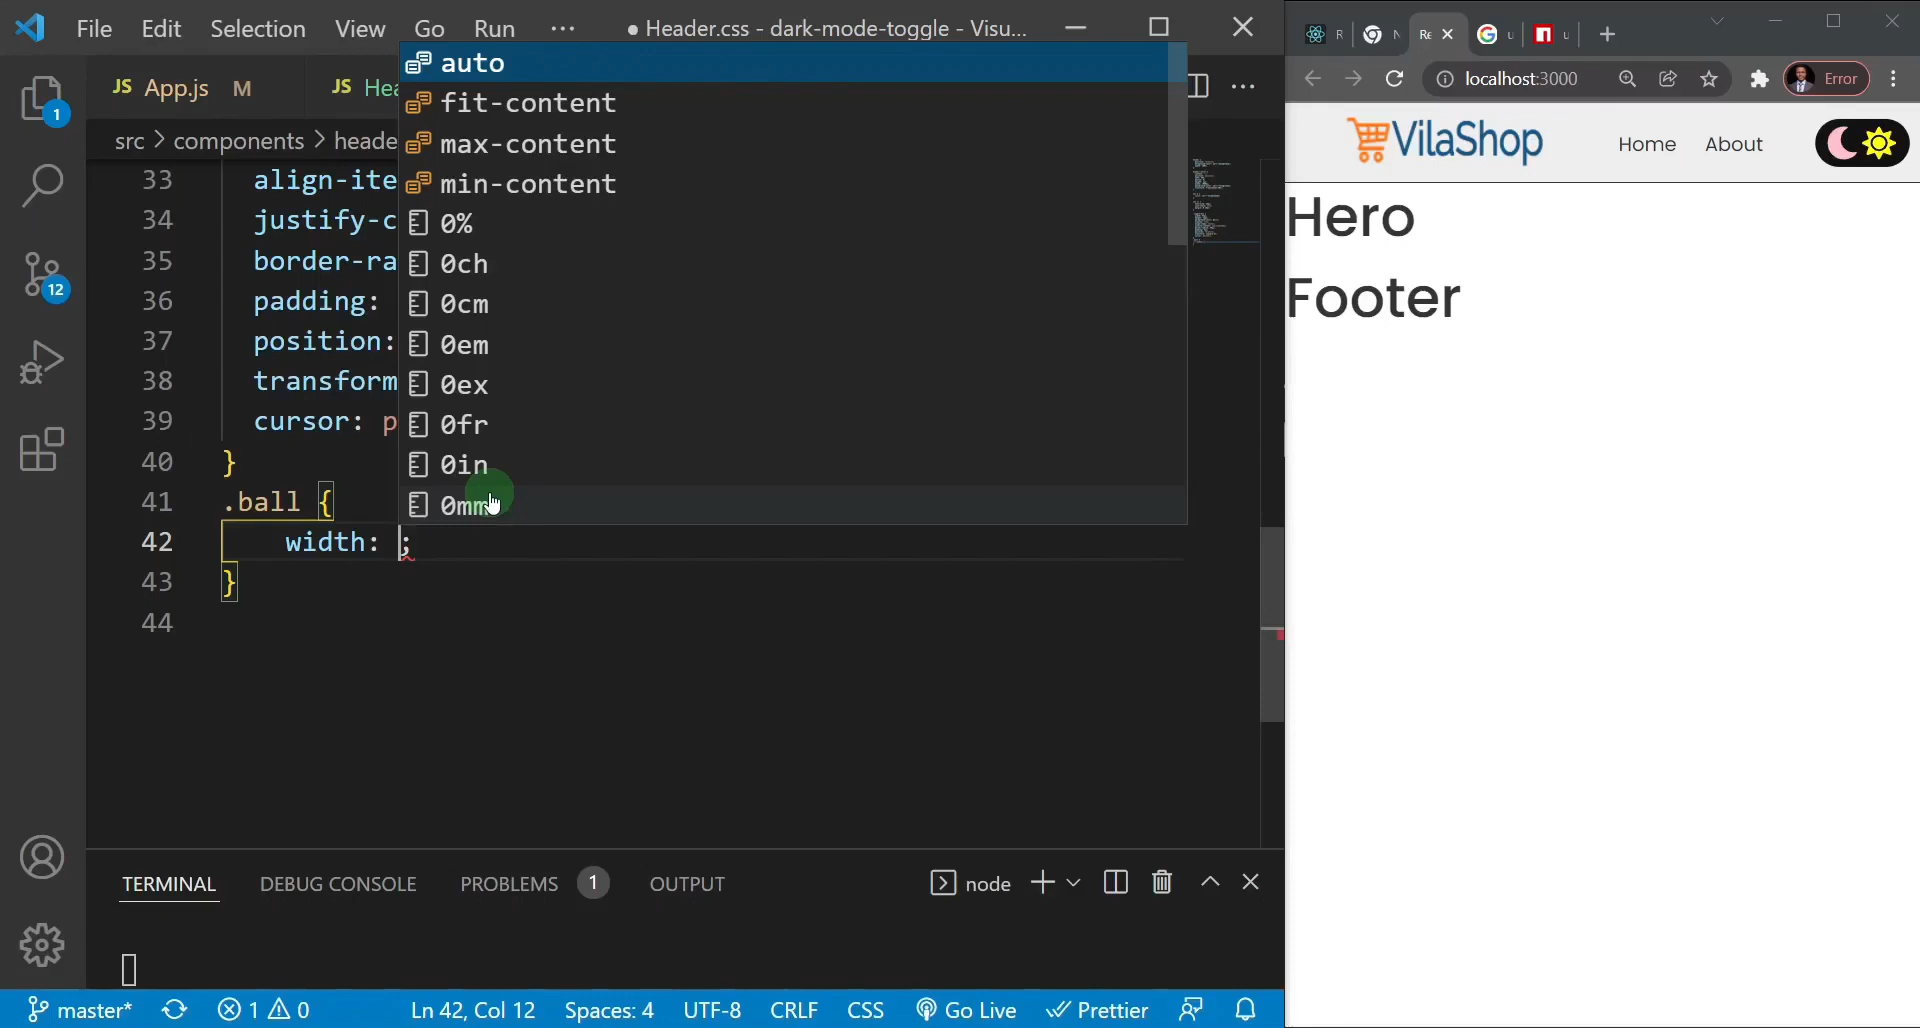 File Edit Selection View Go Run ··· ● Header.css - dark-mode-toggle - Visu...
JS App.js M JS Hea
src > components > heade
auto
fit-content
max-content
min-content
0%
0ch
0cm
0em
0ex
0fr
0in
0mm
33 align-ite
34 justify-c
35 border-ra
36 padding:
37 position:
38 transform
39 cursor: p
40 }
41 .ball {
42 width: ;
43 }
44
1
12
TERMINAL DEBUG CONSOLE PROBLEMS 1 OUTPUT node
master* 1 0 Ln 42, Col 12 Spaces: 4 UTF-8 CRLF CSS Go Live Prettier
R N Re u u
localhost:3000 Error
VilaShop Home About
Hero
Footer